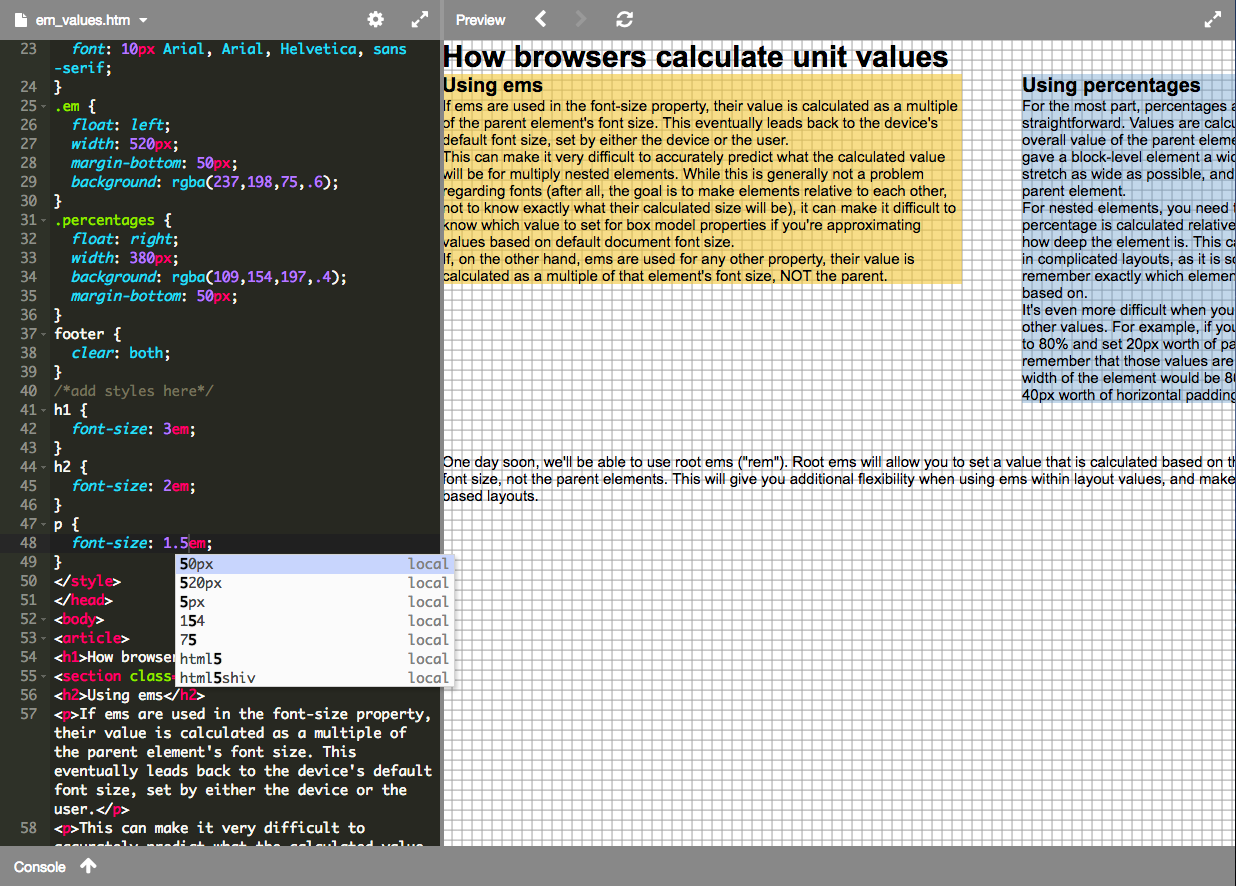 em_values.htm
23 font: 10px Arial, Arial, Helvetica, sans
-serif;
24 }
25 .em {
26 float: left;
27 width: 520px;
28 margin-bottom: 50px;
29 background: rgba(237,198,75,.6);
30 }
31 .percentages {
32 float: right;
33 width: 380px;
34 background: rgba(109,154,197,.4);
35 margin-bottom: 50px;
36 }
37 footer {
38 clear: both;
39 }
40 /*add styles here*/
41 h1 {
42 font-size: 3em;
43 }
44 h2 {
45 font-size: 2em;
46 }
47 p {
48 font-size: 1.5em;
49 }
50 </style>
51 </head>
52 <body>
53 <article>
54 <h1>How browser
55 <section class=
56 <h2>Using ems</h2>
57 <p>If ems are used in the font-size property,
their value is calculated as a multiple of
the parent element's font size. This
eventually leads back to the device's default
font size, set by either the device or the
user.</p>
58 <p>This can make it very difficult to
accurately predict what the calculated value
50px local
520px local
5px local
154 local
75 local
html5 local
html5shiv local
Preview
How browsers calculate unit values
Using ems
If ems are used in the font-size property, their value is calculated as a multiple
of the parent element's font size. This eventually leads back to the device's
default font size, set by either the device or the user.
This can make it very difficult to accurately predict what the calculated value
will be for multiply nested elements. While this is generally not a problem
regarding fonts (after all, the goal is to make elements relative to each other,
not to know exactly what their calculated size will be), it can make it difficult to
know which value to set for box model properties if you're approximating
values based on default document font size.
If, on the other hand, ems are used for any other property, their value is
calculated as a multiple of that element's font size, NOT the parent.
Using percentages
For the most part, percentages
straightforward. Values are calcu
overall value of the parent eleme
gave a block-level element a wid
stretch as wide as possible, and
parent element.
For nested elements, you need t
percentage is calculated relative
how deep the element is. This ca
in complicated layouts, as it is so
remember exactly which elemen
based on.
It's even more difficult when you
other values. For example, if you
to 80% and set 20px worth of pa
remember that those values are
width of the element would be 80
40px worth of horizontal padding
One day soon, we'll be able to use root ems ("rem"). Root ems will allow you to set a value that is calculated based on th
font size, not the parent elements. This will give you additional flexibility when using ems within layout values, and make
based layouts.
Console